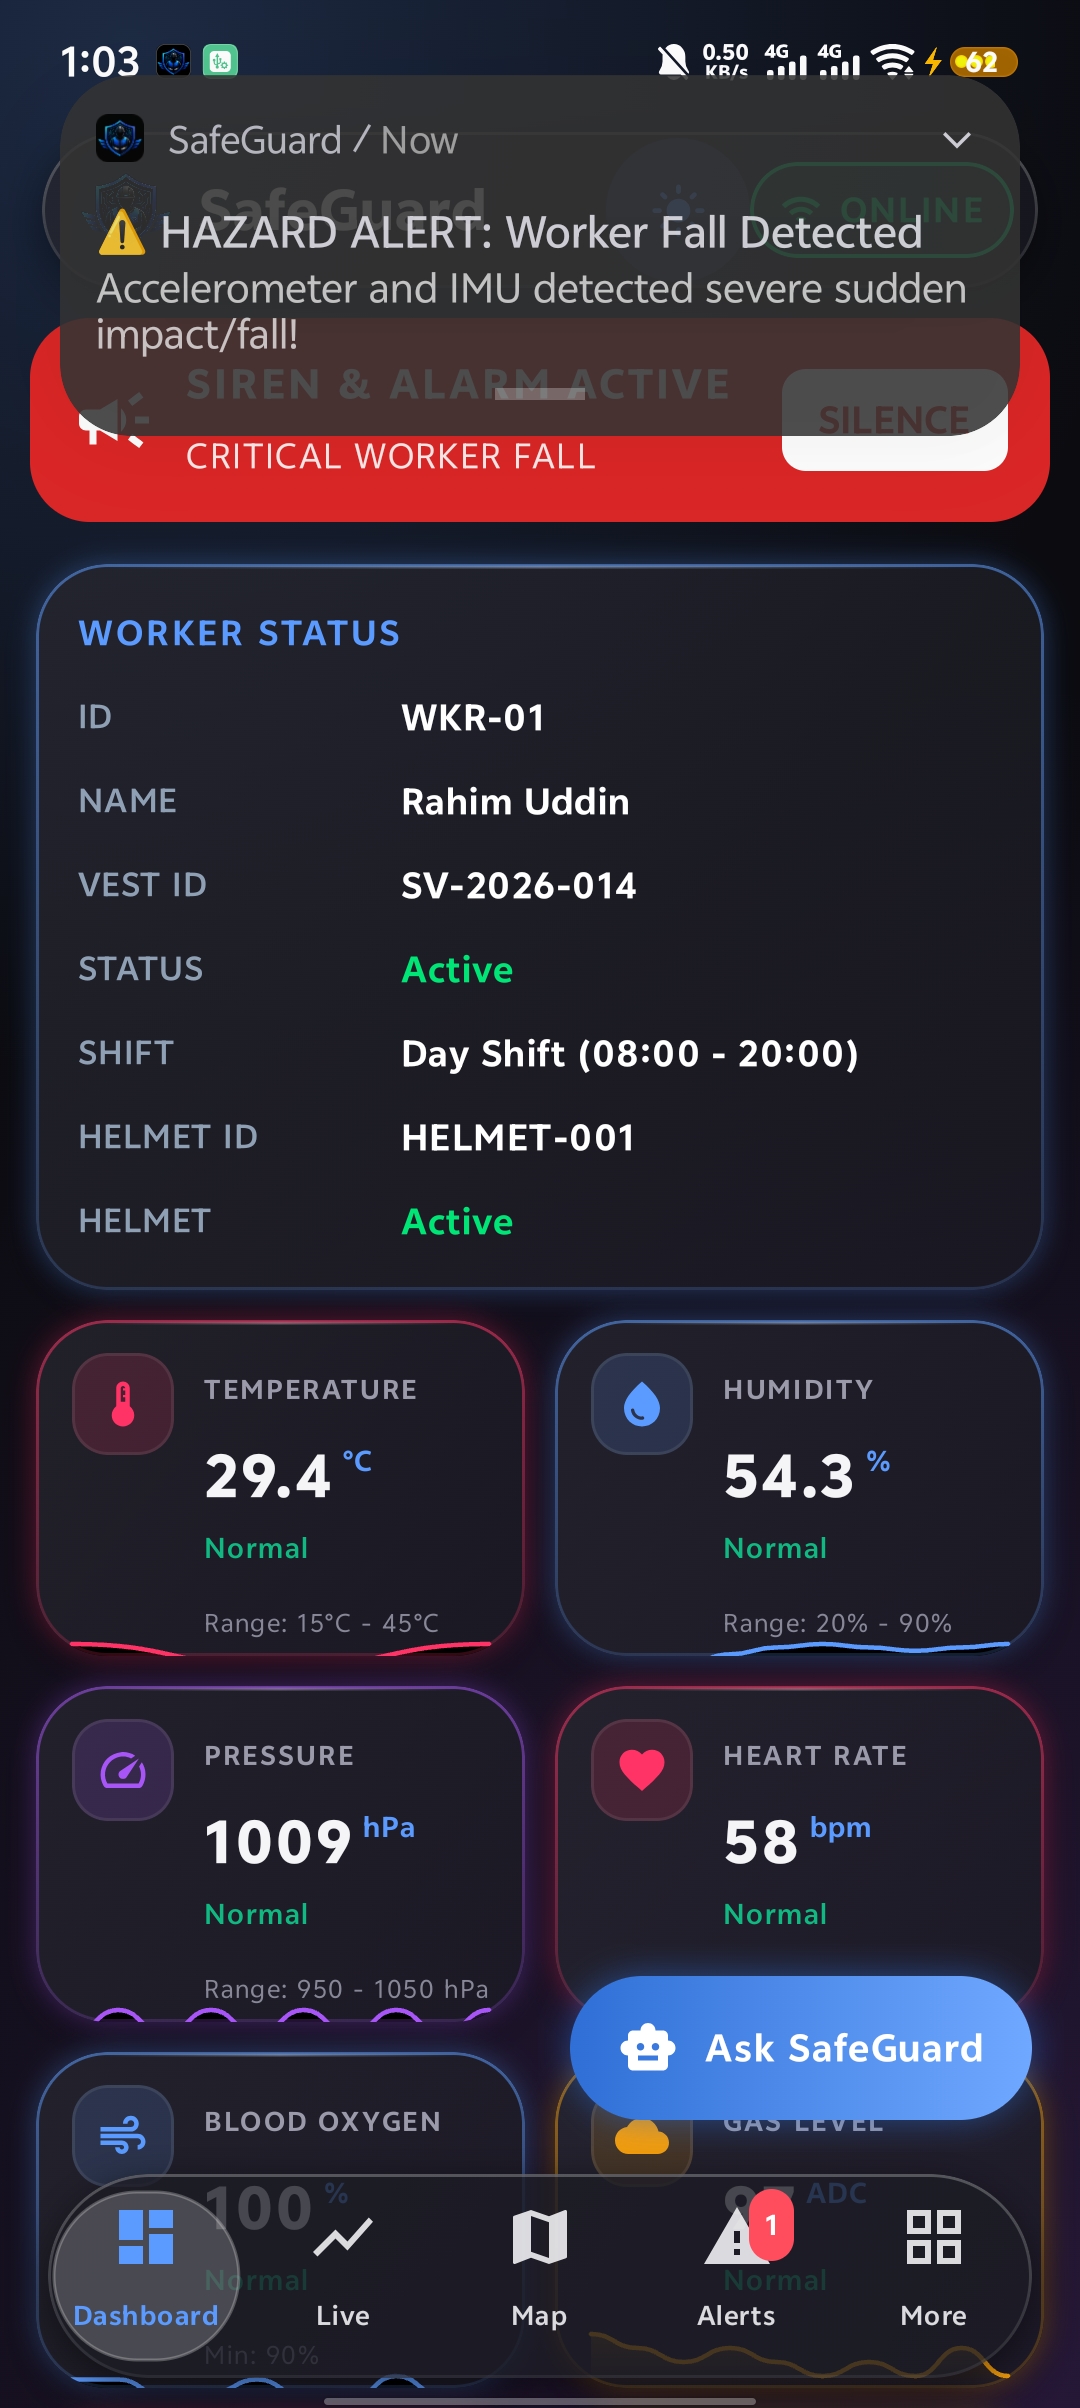 1:03
0.50 KB/s 4G 4G 62
SafeGuard / Now
SafeGuard ONLINE
⚠️ HAZARD ALERT: Worker Fall Detected
Accelerometer and IMU detected severe sudden
impact/fall!
SIREN & ALARM ACTIVE
SILENCE
CRITICAL WORKER FALL
WORKER STATUS
ID WKR-01
NAME Rahim Uddin
VEST ID SV-2026-014
STATUS Active
SHIFT Day Shift (08:00 - 20:00)
HELMET ID HELMET-001
HELMET Active
TEMPERATURE
29.4 °C
Normal
Range: 15°C - 45°C
HUMIDITY
54.3 %
Normal
Range: 20% - 90%
PRESSURE
1009 hPa
Normal
Range: 950 - 1050 hPa
HEART RATE
58 bpm
Normal
Ask SafeGuard
BLOOD OXYGEN
100 %
Normal
Min: 90%
GAS LEVEL
ADC
Normal
1
Dashboard Live Map Alerts More